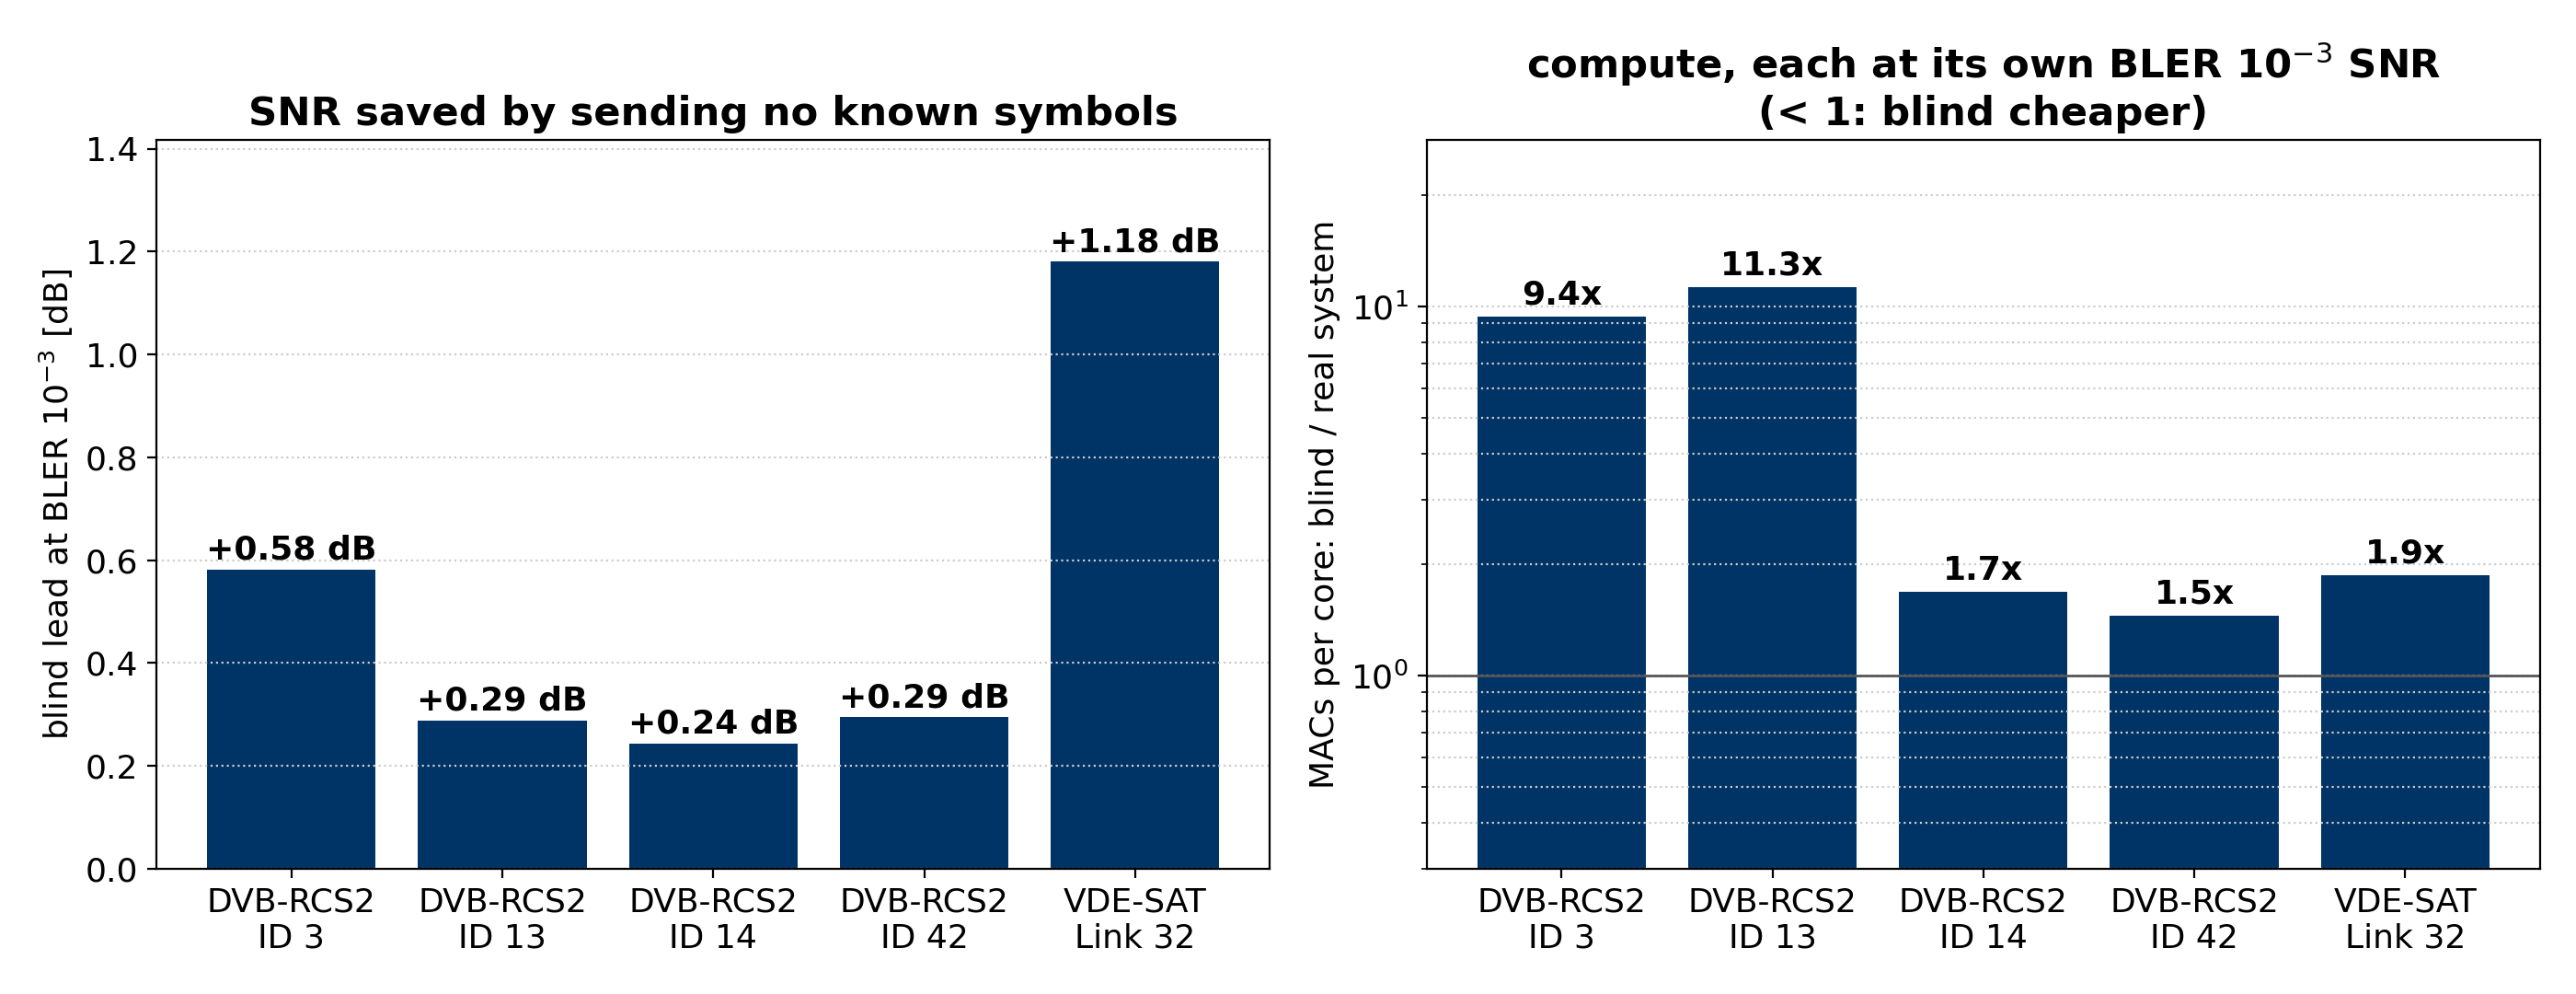 SNR saved by sending no known symbols
blind lead at BLER 10⁻³ [dB]
1.4
1.2
1.0
0.8
0.6
0.4
0.2
0.0
+0.58 dB
+0.29 dB
+0.24 dB
+0.29 dB
+1.18 dB
DVB-RCS2
ID 3
DVB-RCS2
ID 13
DVB-RCS2
ID 14
DVB-RCS2
ID 42
VDE-SAT
Link 32
compute, each at its own BLER 10⁻³ SNR
(< 1: blind cheaper)
MACs per core: blind / real system
10¹
10⁰
9.4x
11.3x
1.7x
1.5x
1.9x
DVB-RCS2
ID 3
DVB-RCS2
ID 13
DVB-RCS2
ID 14
DVB-RCS2
ID 42
VDE-SAT
Link 32